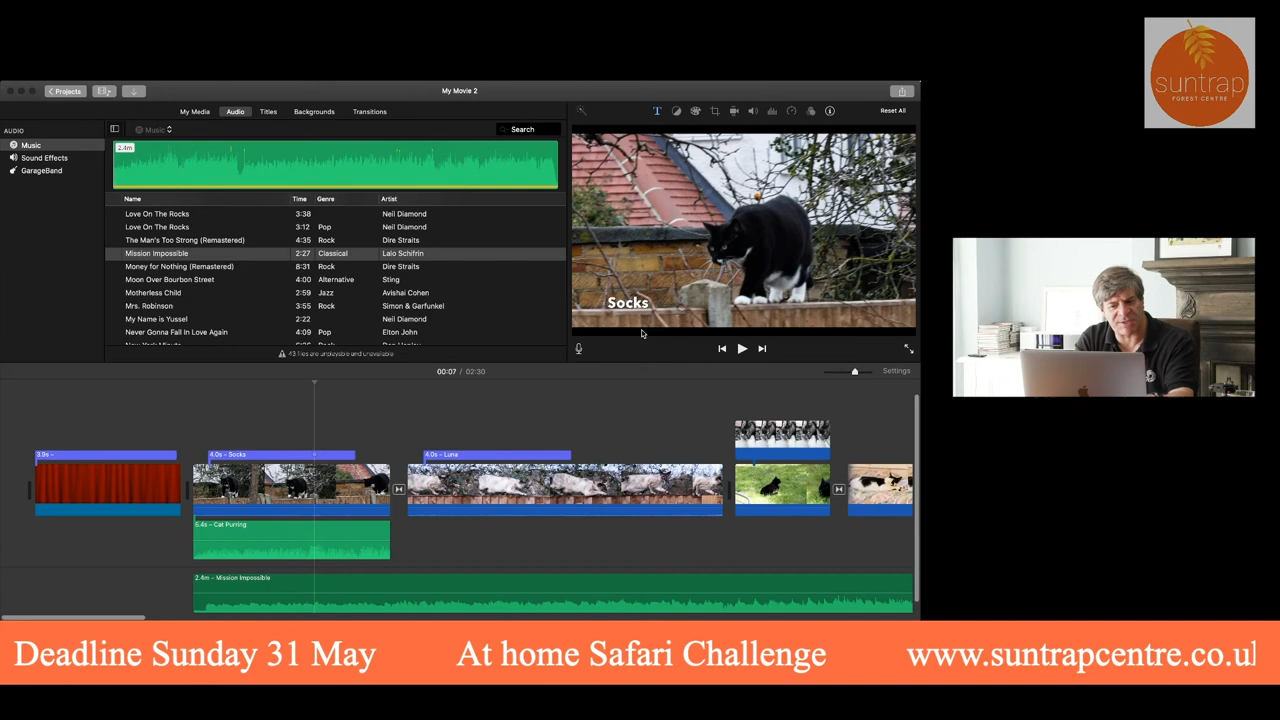 suntrap
FOREST CENTRE
Projects
My Movie 2
My Media Audio Titles Backgrounds Transitions
Reset All
AUDIO
Music
Sound Effects
GarageBand
Music
Search
2.4m
Name Time Genre Artist
Love On The Rocks 3:38 Neil Diamond
Love On The Rocks 3:12 Pop Neil Diamond
The Man's Too Strong (Remastered) 4:35 Rock Dire Straits
Mission Impossible 2:27 Classical Lalo Schifrin
Money for Nothing (Remastered) 8:31 Rock Dire Straits
Moon Over Bourbon Street 4:00 Alternative Sting
Motherless Child 2:59 Jazz Avishai Cohen
Mrs. Robinson 3:55 Rock Simon & Garfunkel
My Name is Yussel 2:22 Neil Diamond
Never Gonna Fall In Love Again 4:09 Pop Elton John
43 files are unplayable and unavailable
Socks
00:07 / 02:30
Settings
3.9s –
4.0s – Socks
4.0s – Luna
6.4s – Cat Purring
2.4m – Mission Impossible
Deadline Sunday 31 May At home Safari Challenge www.suntrapcentre.co.ul